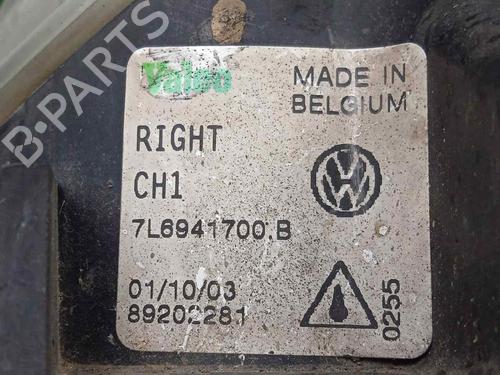 B-PARTS
Valeo
MADE IN
BELGIUM
RIGHT
CH1
7L6941700.B
01/10/03
89202281
0255